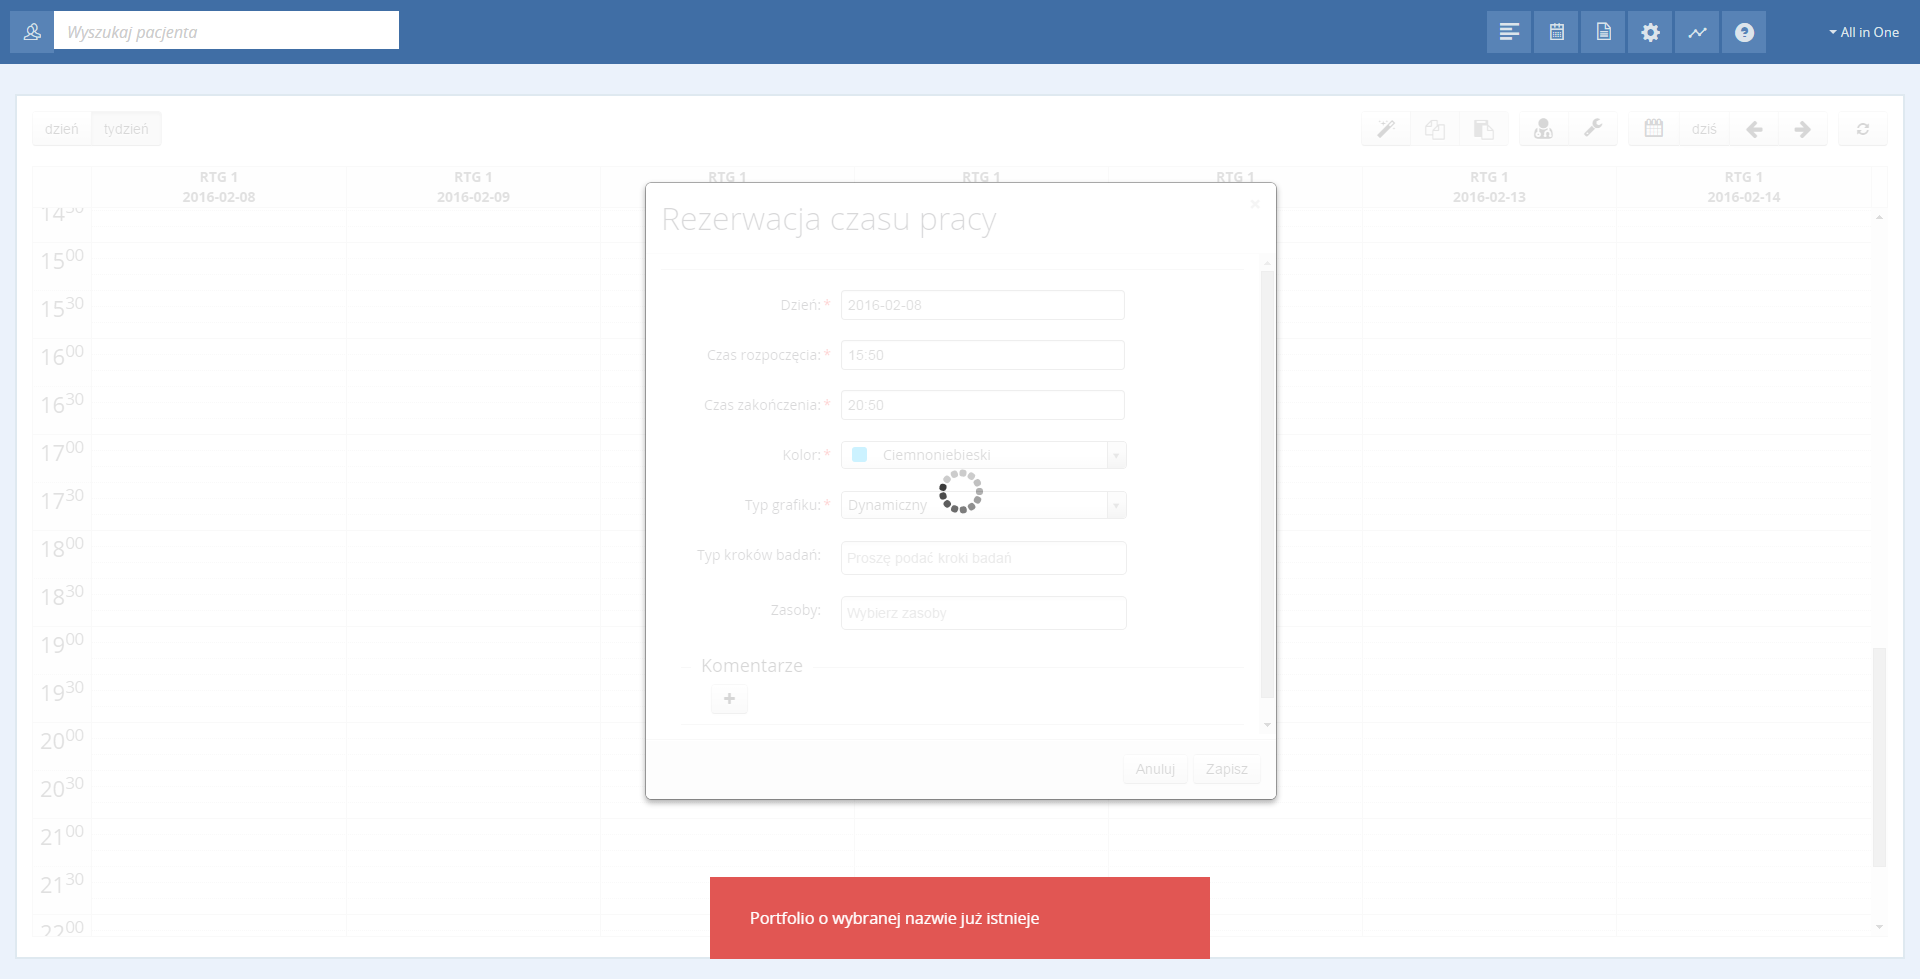 Wyszukaj pacjenta
All in One
dzień tydzień
dziś
RTG 1 RTG 1 RTG 1 RTG 1 RTG 1 RTG 1 RTG 1
2016-02-08 2016-02-09 2016-02-13 2016-02-14
14 30
15 00
15 30
16 00
16 30
17 00
17 30
18 00
18 30
19 00
19 30
20 00
20 30
21 00
21 30
22 00
Rezerwacja czasu pracy
×
Dzień: * 2016-02-08
Czas rozpoczęcia: * 15:50
Czas zakończenia: * 20:50
Kolor: * Ciemnoniebieski
Typ grafiku: * Dynamiczny
Typ kroków badań: Proszę podać kroki badań
Zasoby: Wybierz zasoby
Komentarze
+
Anuluj Zapisz
Portfolio o wybranej nazwie już istnieje